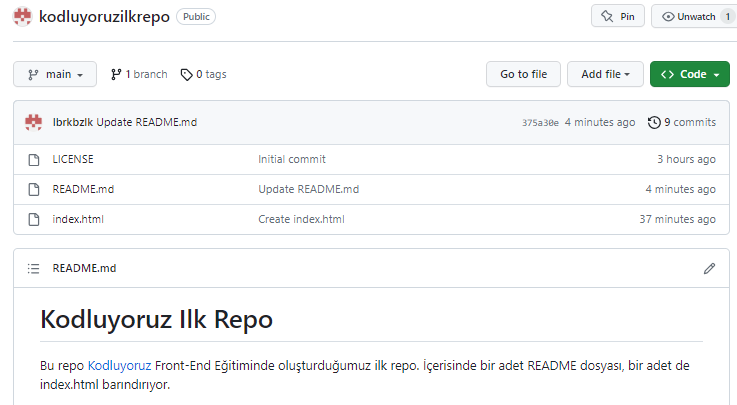 kodluyoruzilkrepo Public Pin Unwatch 1
main 1 branch 0 tags Go to file Add file Code
lbrkbzlk Update README.md 375a30e 4 minutes ago 9 commits
LICENSE Initial commit 3 hours ago
README.md Update README.md 4 minutes ago
index.html Create index.html 37 minutes ago
README.md
Kodluyoruz Ilk Repo
Bu repo Kodluyoruz Front-End Eğitiminde oluşturduğumuz ilk repo. İçerisinde bir adet README dosyası, bir adet de
index.html barındırıyor.